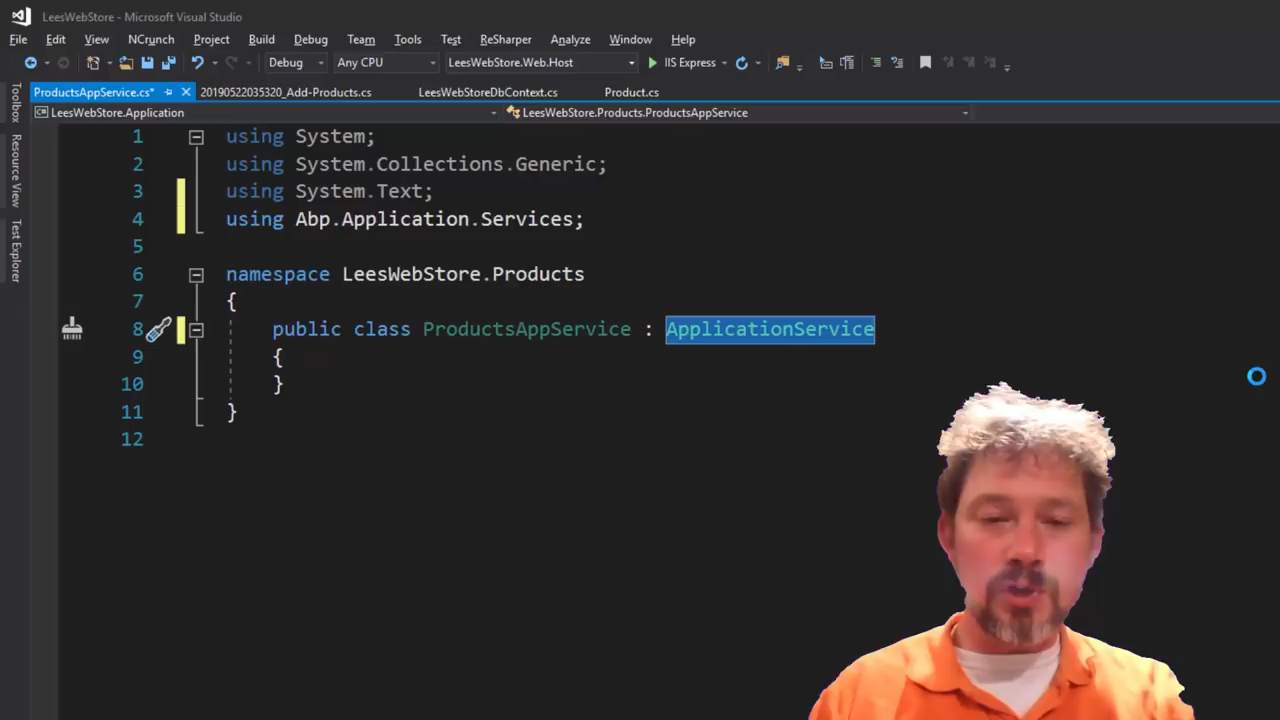 LeesWebStore - Microsoft Visual Studio
File Edit View NCrunch Project Build Debug Team Tools Test ReSharper Analyze Window Help
Debug Any CPU LeesWebStore.Web.Host IIS Express
ProductsAppService.cs* 20190522035320_Add-Products.cs LeesWebStoreDbContext.cs Product.cs
LeesWebStore.Application LeesWebStore.Products.ProductsAppService
Toolbox
Resource View
Test Explorer
1 using System;
2 using System.Collections.Generic;
3 using System.Text;
4 using Abp.Application.Services;
5
6 namespace LeesWebStore.Products
7 {
8 public class ProductsAppService : ApplicationService
9 {
10 }
11 }
12